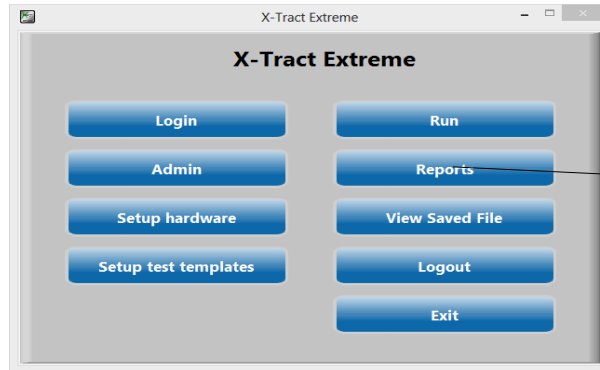 X-Tract Extreme
X-Tract Extreme
Login
Run
Admin
Reports
Setup hardware
View Saved File
Setup test templates
Logout
Exit